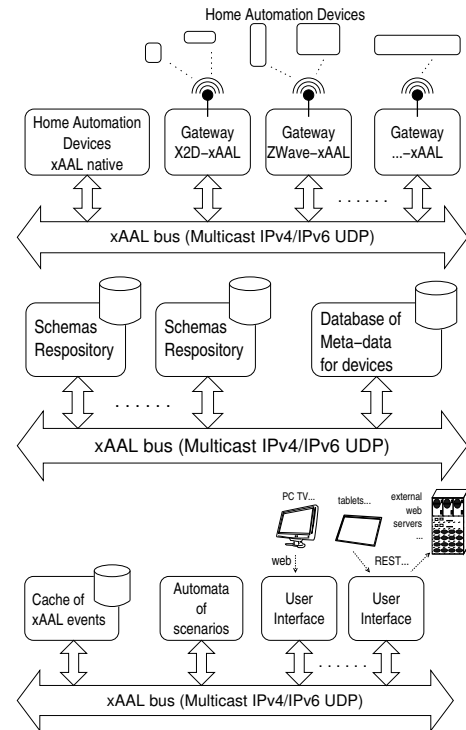 Home Automation Devices
Home Automation
Devices
xAAL native
Gateway
X2D-xAAL
Gateway
ZWave-xAAL
Gateway
...-xAAL
......
xAAL bus (Multicast IPv4/IPv6 UDP)
Schemas
Respository
Schemas
Respository
Database of
Meta-data
for devices
......
xAAL bus (Multicast IPv4/IPv6 UDP)
PC TV...
tablets...
external
web
servers
...
web
REST...
Cache of
xAAL events
Automata
of
scenarios
User
Interface
User
Interface
......
xAAL bus (Multicast IPv4/IPv6 UDP)